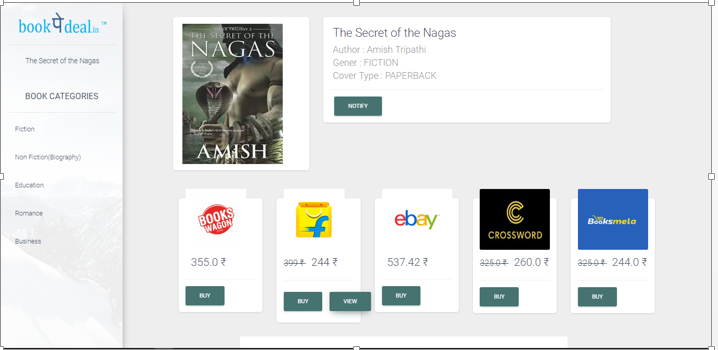 bookपेdeal.in ™
The Secret of the Nagas
BOOK CATEGORIES
Fiction
Non Fiction(Biography)
Education
Romance
Business
THE SECRET OF THE
NAGAS
AMISH
The Secret of the Nagas
Author : Amish Tripathi
Gener : FICTION
Cover Type : PAPERBACK
NOTIFY
BOOKS
WAGON
355.0 ₹
BUY
399 ₹ 244 ₹
BUY VIEW
ebay
537.42 ₹
BUY
CROSSWORD
325.0 ₹ 260.0 ₹
BUY
Booksmela
325.0 ₹ 244.0 ₹
BUY